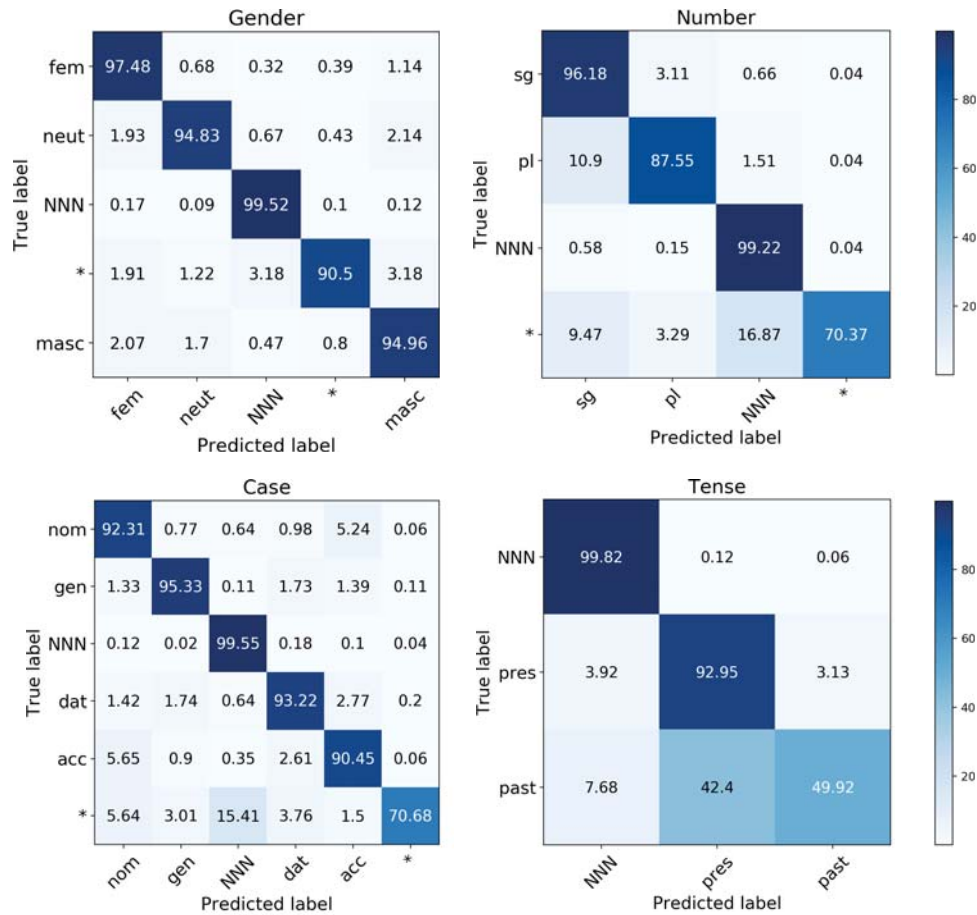 Gender
fem 97.48 0.68 0.32 0.39 1.14
neut 1.93 94.83 0.67 0.43 2.14
NNN 0.17 0.09 99.52 0.1 0.12
* 1.91 1.22 3.18 90.5 3.18
masc 2.07 1.7 0.47 0.8 94.96
True label
fem neut NNN * masc
Predicted label
Number
sg 96.18 3.11 0.66 0.04
pl 10.9 87.55 1.51 0.04
NNN 0.58 0.15 99.22 0.04
* 9.47 3.29 16.87 70.37
True label
sg pl NNN *
Predicted label
80
60
40
20
Case
nom 92.31 0.77 0.64 0.98 5.24 0.06
gen 1.33 95.33 0.11 1.73 1.39 0.11
NNN 0.12 0.02 99.55 0.18 0.1 0.04
dat 1.42 1.74 0.64 93.22 2.77 0.2
acc 5.65 0.9 0.35 2.61 90.45 0.06
* 5.64 3.01 15.41 3.76 1.5 70.68
True label
nom gen NNN dat acc *
Predicted label
Tense
NNN 99.82 0.12 0.06
pres 3.92 92.95 3.13
past 7.68 42.4 49.92
True label
NNN pres past
Predicted label
80
60
40
20